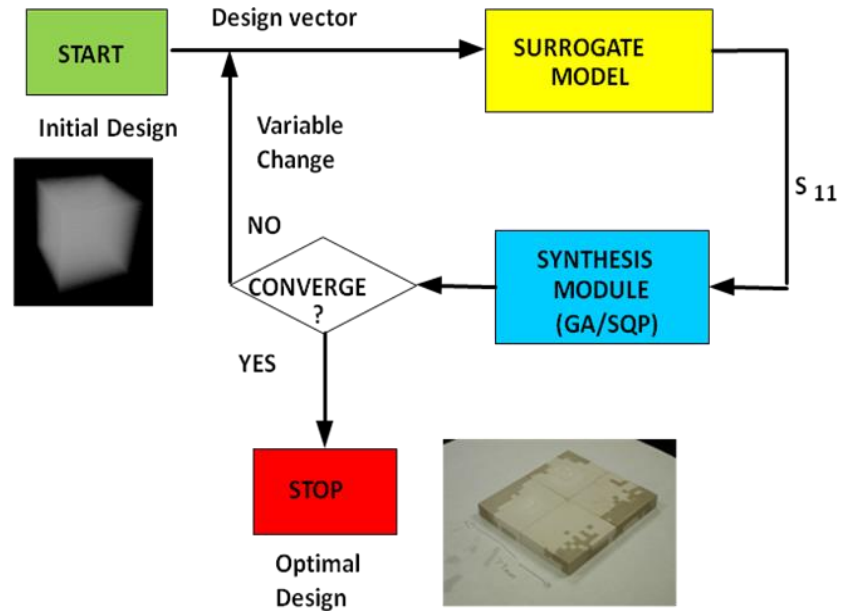 START
Design vector
SURROGATE
MODEL
Initial Design
Variable
Change
S 11
NO
CONVERGE
?
SYNTHESIS
MODULE
(GA/SQP)
YES
STOP
Optimal
Design